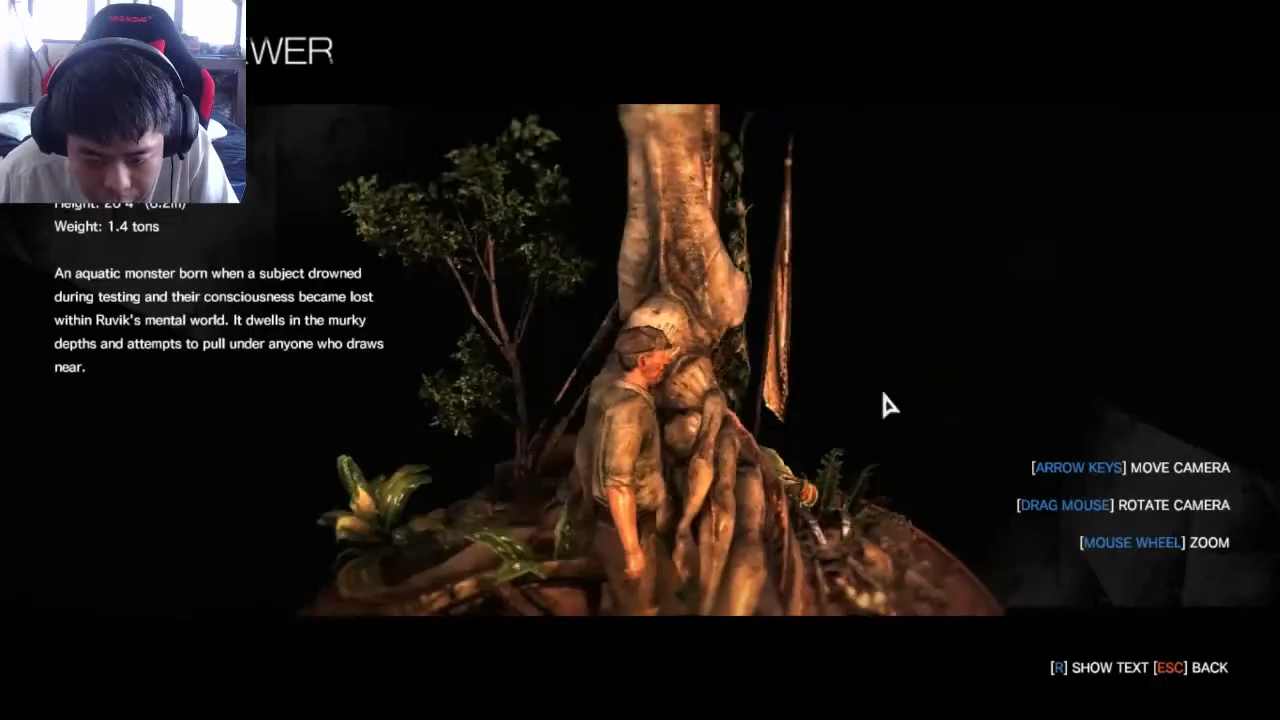 WER
Weight: 1.4 tons
An aquatic monster born when a subject drowned
during testing and their consciousness became lost
within Ruvik's mental world. It dwells in the murky
depths and attempts to pull under anyone who draws
near.
[ARROW KEYS] MOVE CAMERA
[DRAG MOUSE] ROTATE CAMERA
[MOUSE WHEEL] ZOOM
[R] SHOW TEXT [ESC] BACK